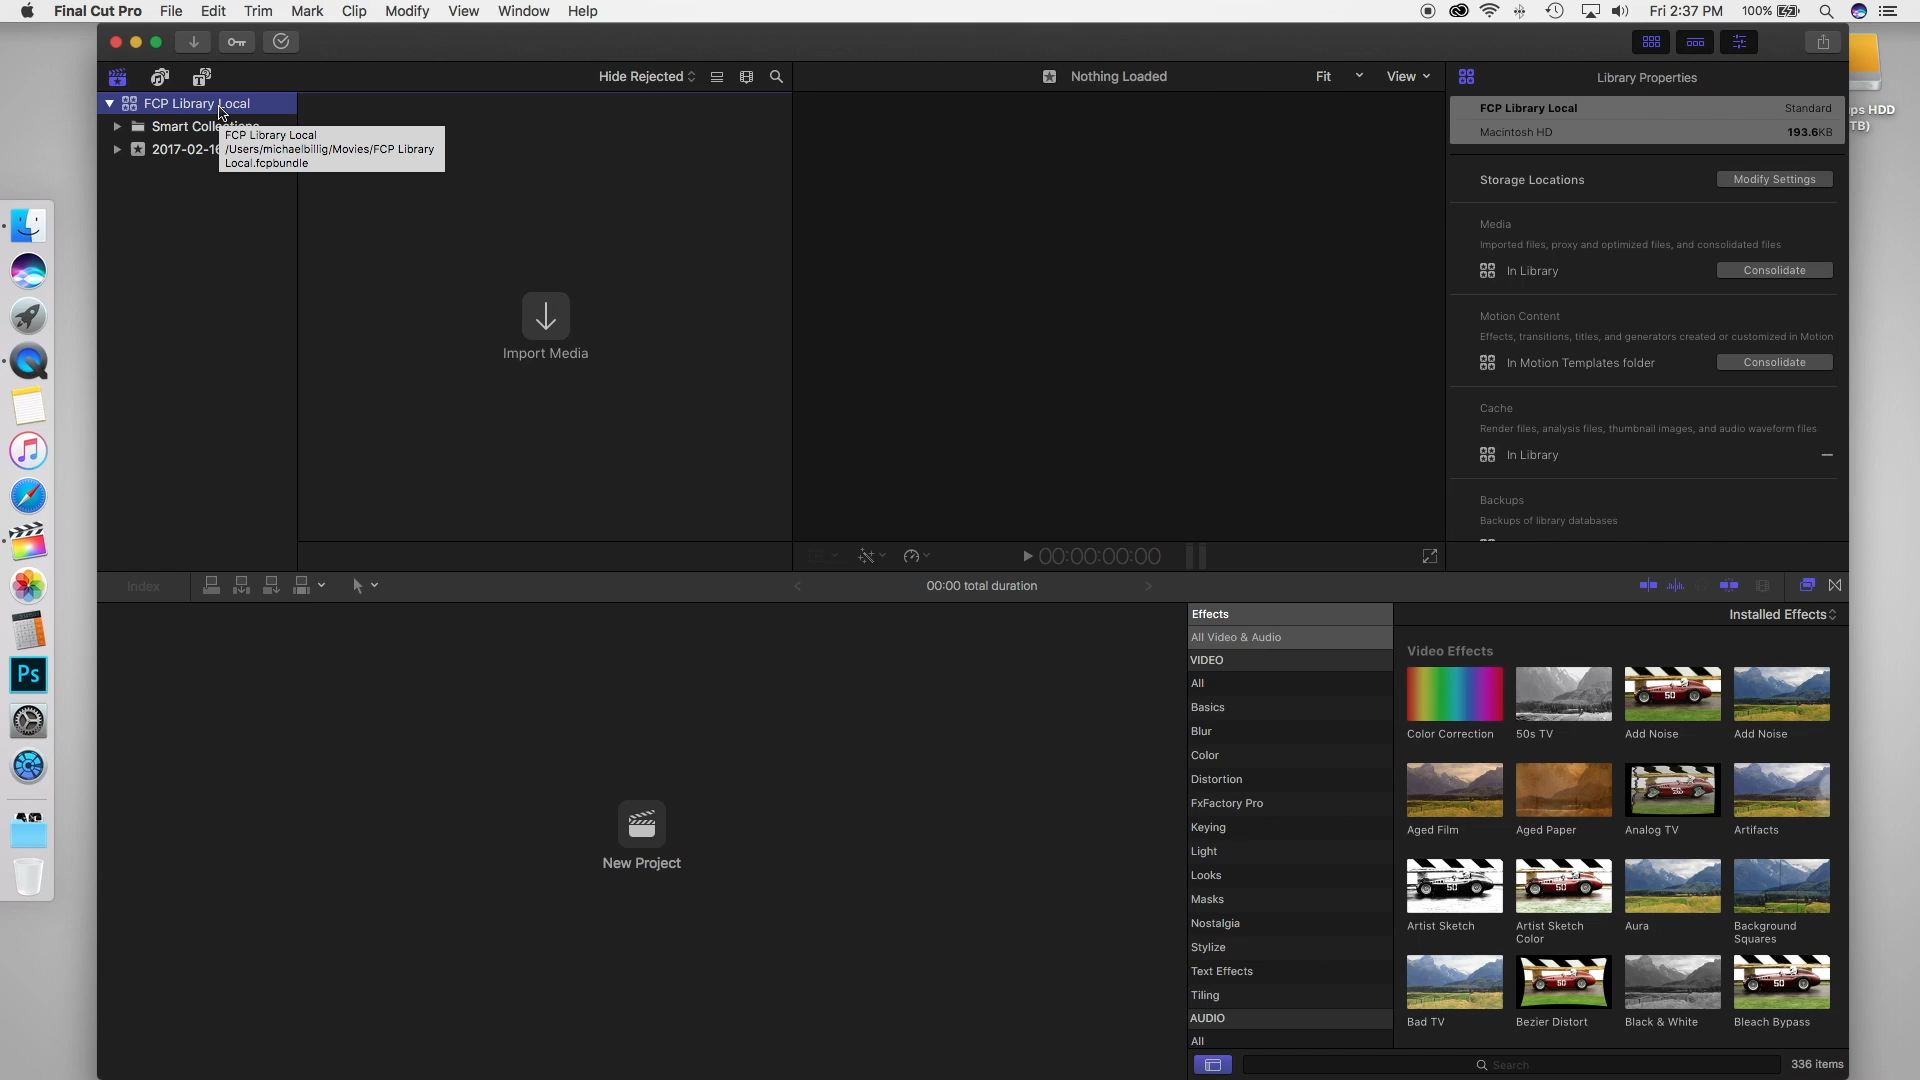 Final Cut Pro File Edit Trim Mark Clip Modify View Window Help
Fri 2:37 PM 100%
Hide Rejected
Nothing Loaded
Fit
View
Library Properties
FCP Library Local
Smart Collections
2017-02-16
FCP Library Local
/Users/michaelbillig/Movies/FCP Library
Local.fcpbundle
Import Media
FCP Library Local Standard
Macintosh HD 193.6KB
Storage Locations Modify Settings
Media
Imported files, proxy and optimized files, and consolidated files
In Library Consolidate
Motion Content
Effects, transitions, titles, and generators created or customized in Motion
In Motion Templates folder Consolidate
Cache
Render files, analysis files, thumbnail images, and audio waveform files
In Library
Backups
Backups of library databases
ps HDD
TB)
00:00:00:00
Index
00:00 total duration
New Project
Effects
All Video & Audio
VIDEO
All
Basics
Blur
Color
Distortion
FxFactory Pro
Keying
Light
Looks
Masks
Nostalgia
Stylize
Text Effects
Tiling
AUDIO
All
Installed Effects
Video Effects
Color Correction 50s TV Add Noise Add Noise
Aged Film Aged Paper Analog TV Artifacts
Artist Sketch Artist Sketch Color Aura Background Squares
Bad TV Bezier Distort Black & White Bleach Bypass
Search
336 items
Ps